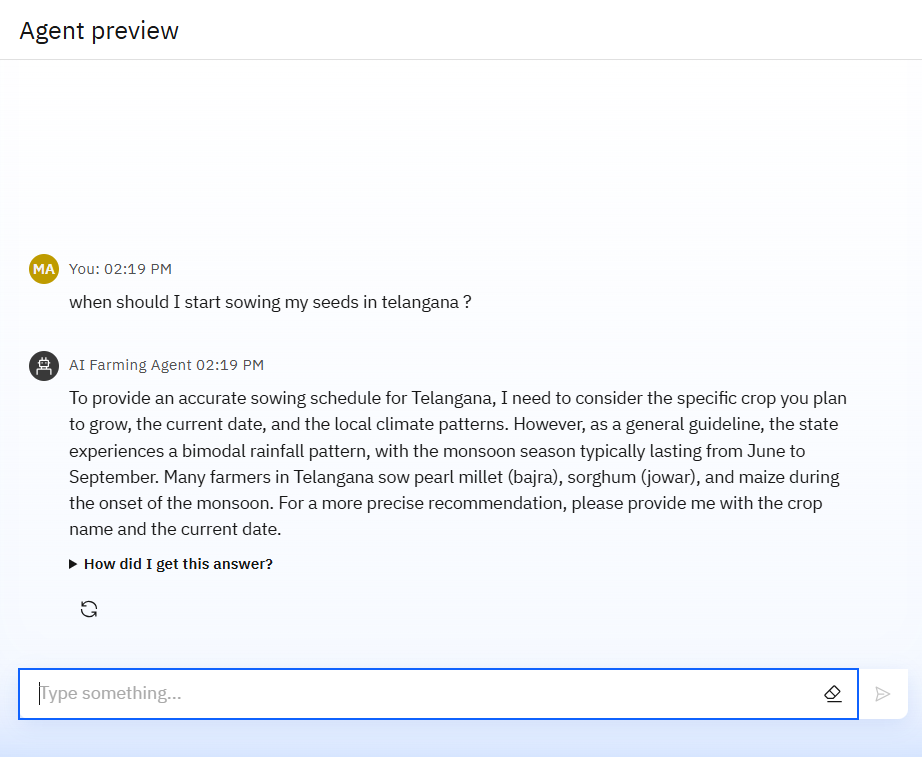 Agent preview
MA
You: 02:19 PM
when should I start sowing my seeds in telangana ?
AI Farming Agent 02:19 PM
To provide an accurate sowing schedule for Telangana, I need to consider the specific crop you plan
to grow, the current date, and the local climate patterns. However, as a general guideline, the state
experiences a bimodal rainfall pattern, with the monsoon season typically lasting from June to
September. Many farmers in Telangana sow pearl millet (bajra), sorghum (jowar), and maize during
the onset of the monsoon. For a more precise recommendation, please provide me with the crop
name and the current date.
How did I get this answer?
Type something...